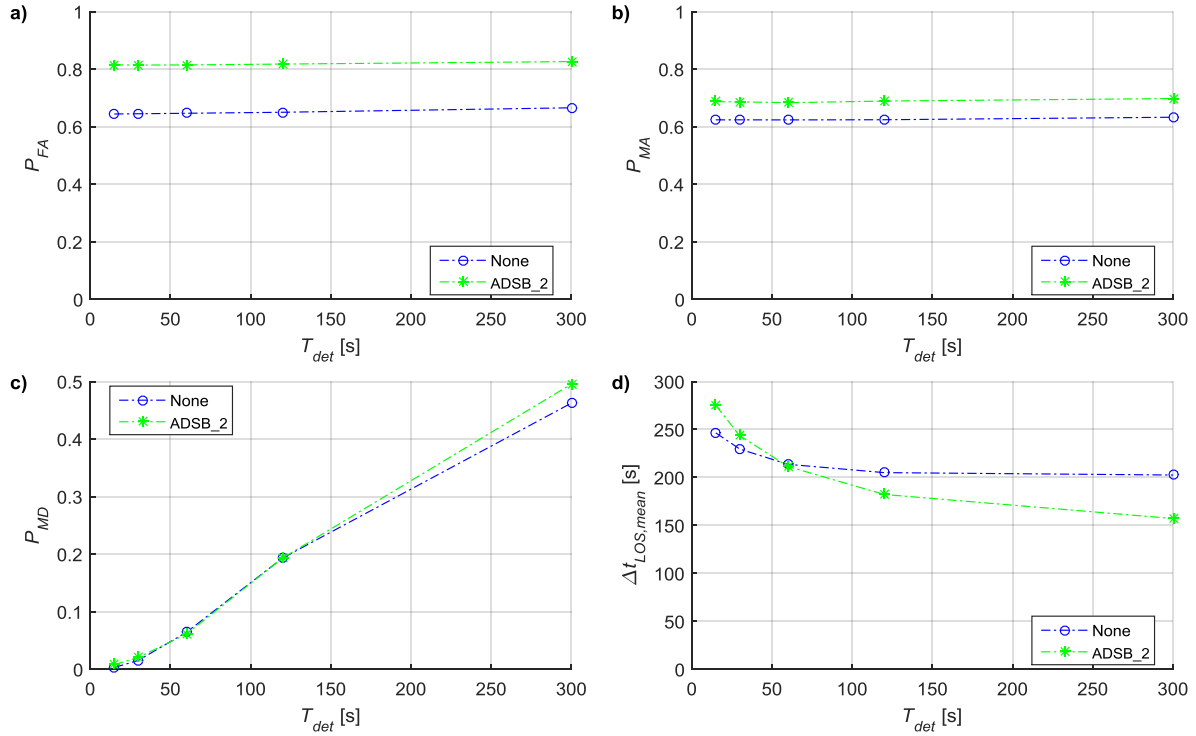 a)
1
0.8
0.6
0.4
0.2
0
P_FA
0 50 100 150 200 250 300
T_det [s]
None
ADSB_2
b)
1
0.8
0.6
0.4
0.2
0
P_MA
0 50 100 150 200 250 300
T_det [s]
None
ADSB_2
c)
0.5
0.4
0.3
0.2
0.1
0
P_MD
0 50 100 150 200 250 300
T_det [s]
None
ADSB_2
d)
300
250
200
150
100
50
0
Δt_LOS,mean [s]
0 50 100 150 200 250 300
T_det [s]
None
ADSB_2